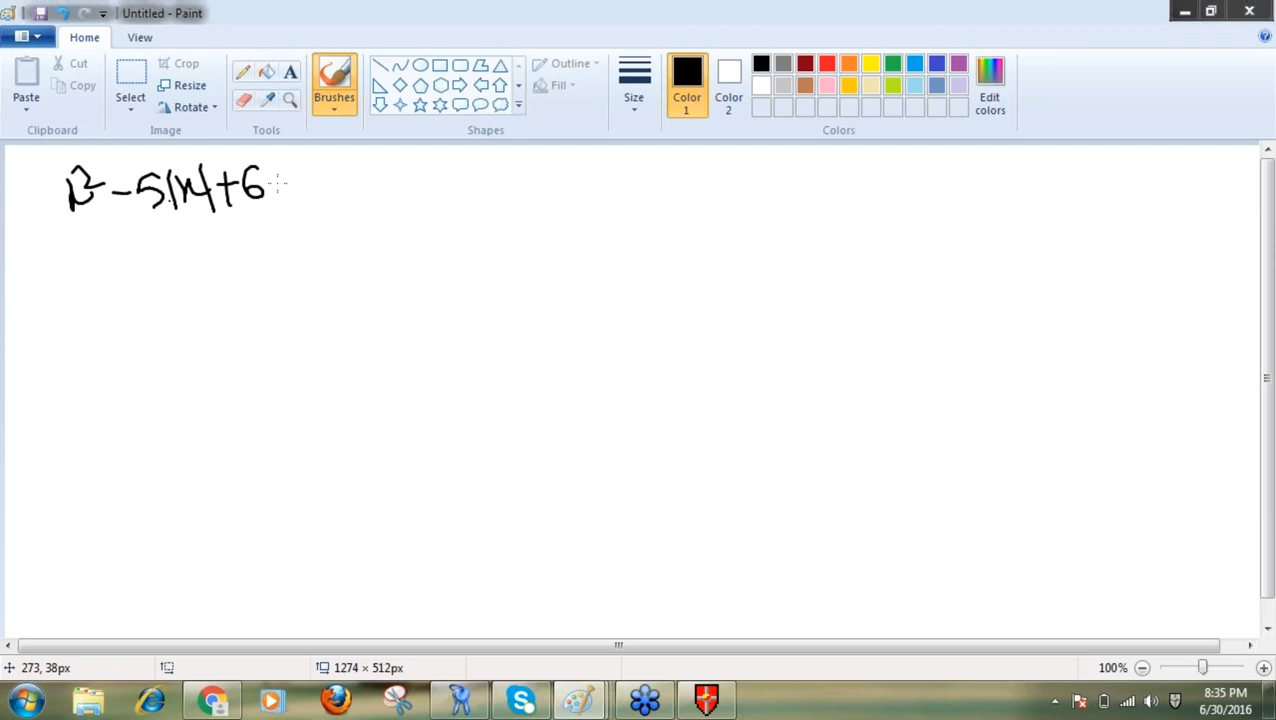 Untitled - Paint
Home View
Paste
Cut
Copy
Clipboard
Select
Crop
Resize
Rotate
Image
Tools
Brushes
Shapes
Outline
Fill
Size
Color 1
Color 2
Edit colors
Colors
x² - 5|x| + 6
273, 38px
1274 × 512px
100%
8:35 PM
6/30/2016